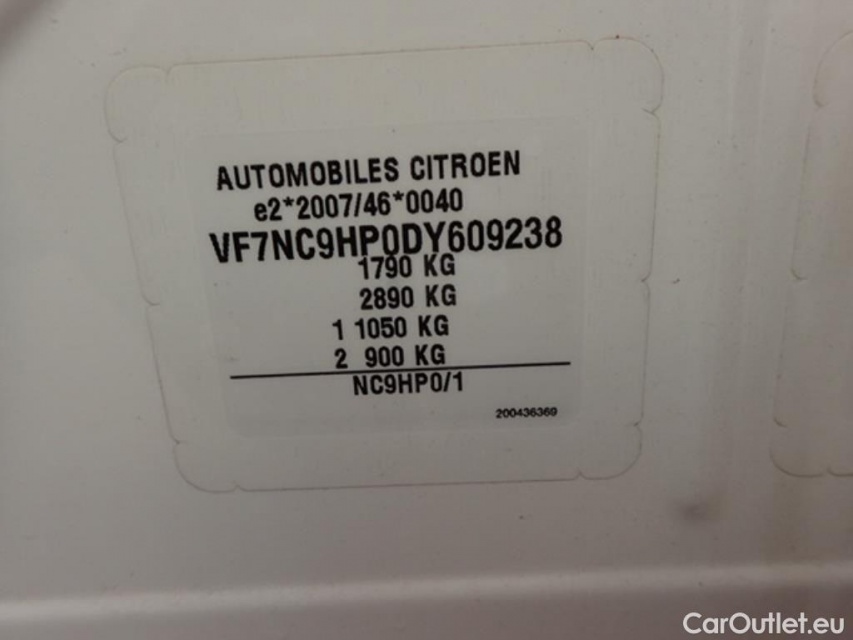 AUTOMOBILES CITROEN
e2*2007/46*0040
VF7NC9HP0DY609238
1790 KG
2890 KG
1 1050 KG
2 900 KG
NC9HP0/1
200436369
CarOutlet.eu